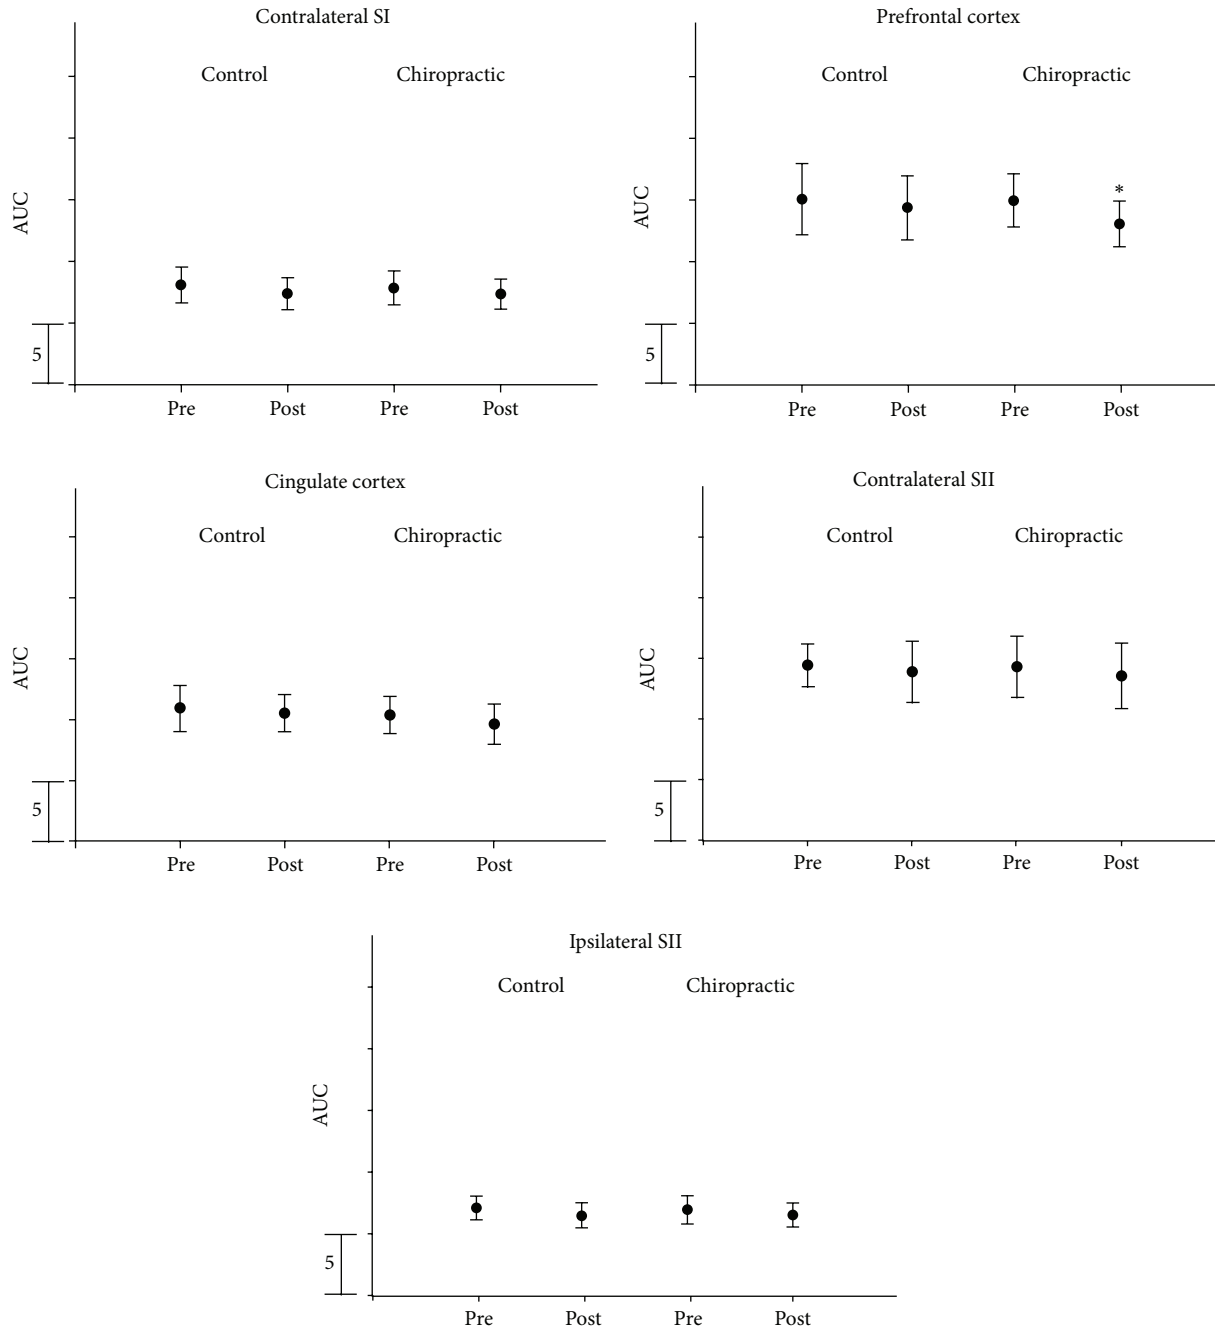 Contralateral SI
Control Chiropractic
AUC
5
Pre Post Pre Post
Prefrontal cortex
Control Chiropractic
*
AUC
5
Pre Post Pre Post
Cingulate cortex
Control Chiropractic
AUC
5
Pre Post Pre Post
Contralateral SII
Control Chiropractic
AUC
5
Pre Post Pre Post
Ipsilateral SII
Control Chiropractic
AUC
5
Pre Post Pre Post